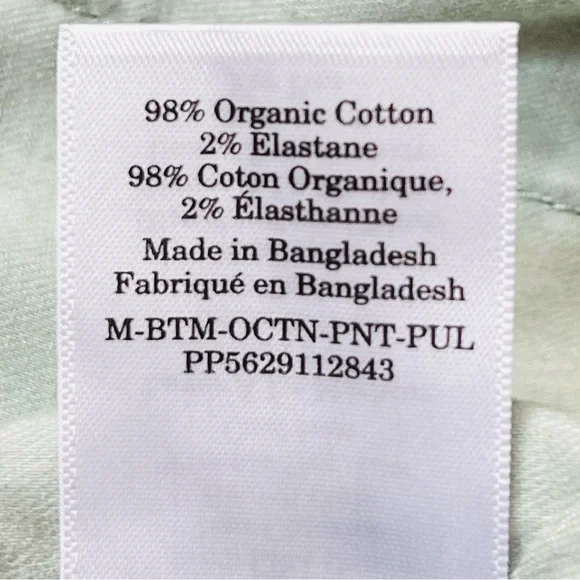 98% Organic Cotton
2% Elastane
98% Coton Organique,
2% Élasthanne
Made in Bangladesh
Fabriqué en Bangladesh
M-BTM-OCTN-PNT-PUL
PP5629112843